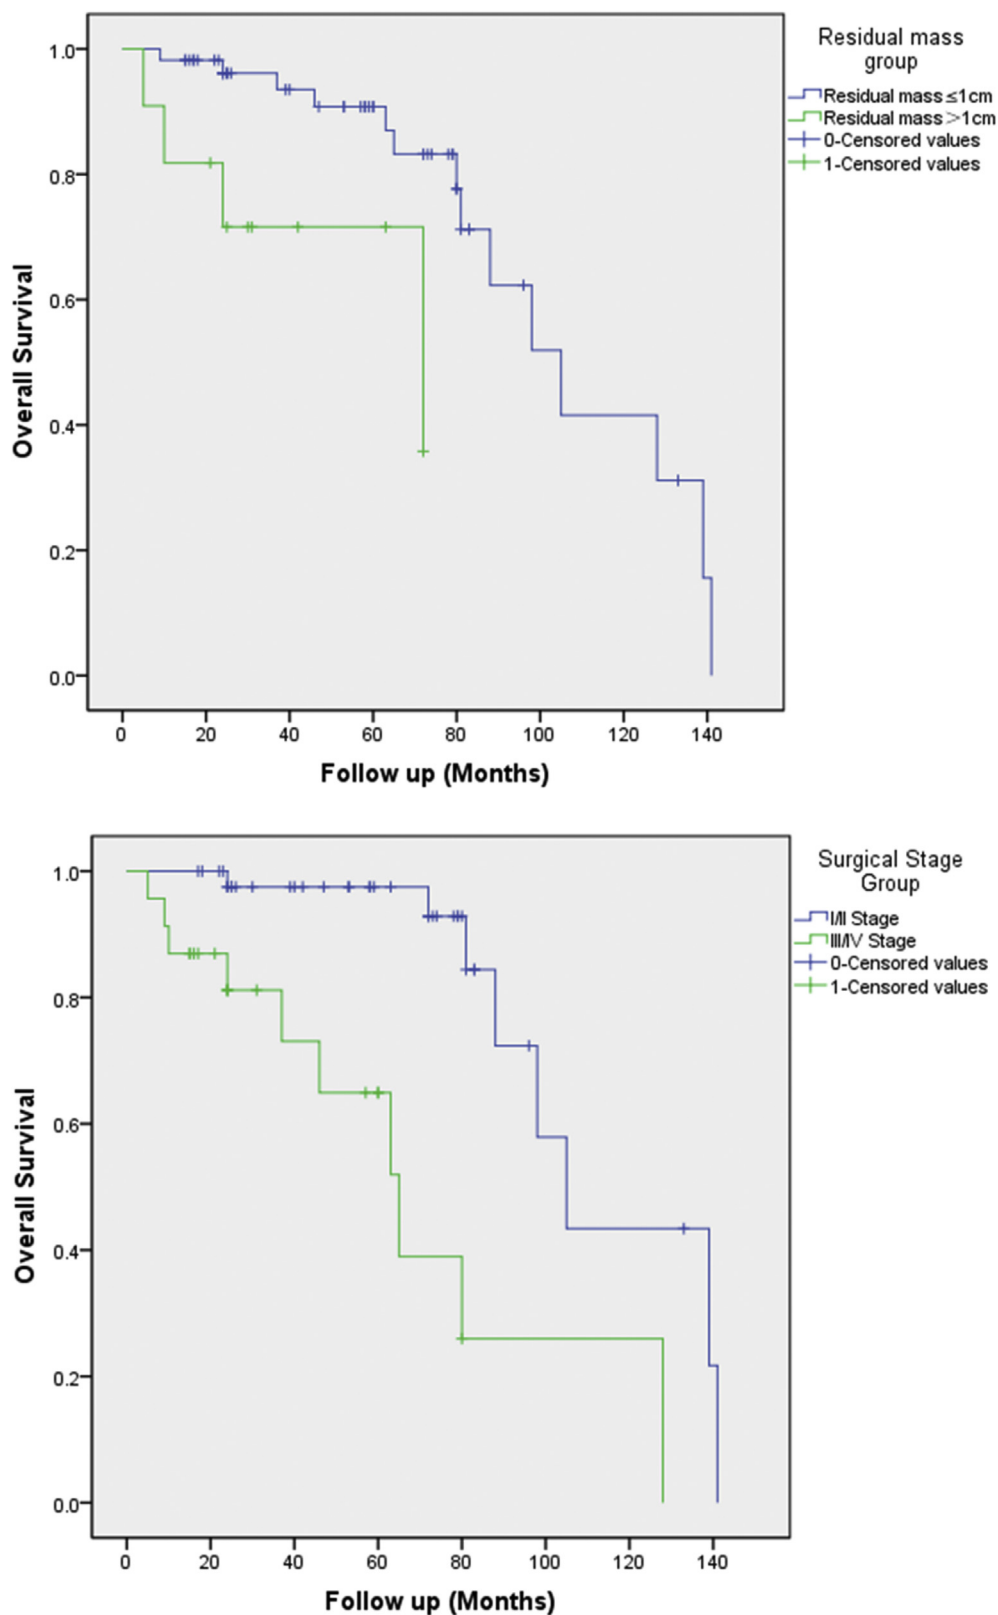 Residual mass
group
Residual mass ≤1cm
Residual mass >1cm
0-Censored values
1-Censored values
1.0
0.8
0.6
0.4
0.2
0.0
Overall Survival
0 20 40 60 80 100 120 140
Follow up (Months)
Surgical Stage
Group
I/II Stage
III/IV Stage
0-Censored values
1-Censored values
1.0
0.8
0.6
0.4
0.2
0.0
Overall Survival
0 20 40 60 80 100 120 140
Follow up (Months)